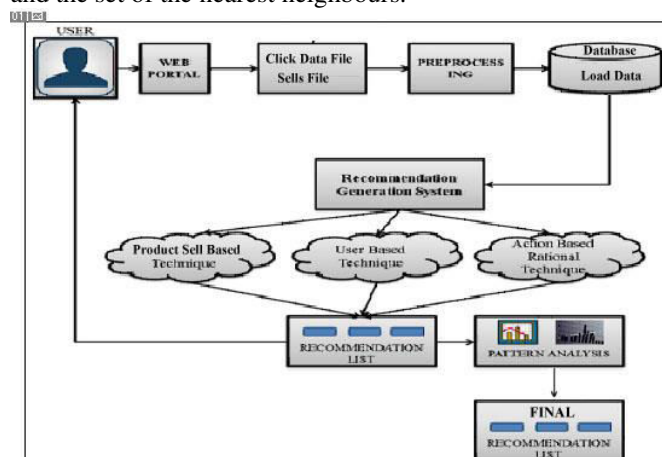 and the set of the nearest neighbours.
USER
WEB
PORTAL
Click Data File
Sells File
PREPROCESS
ING
Database
Load Data
Recommendation
Generation System
Product Sell Based
Technique
User Based
Technique
Action Based
Rational
Technique
RECOMMENDATION
LIST
PATTERN ANALYSIS
FINAL
RECOMMENDATION
LIST